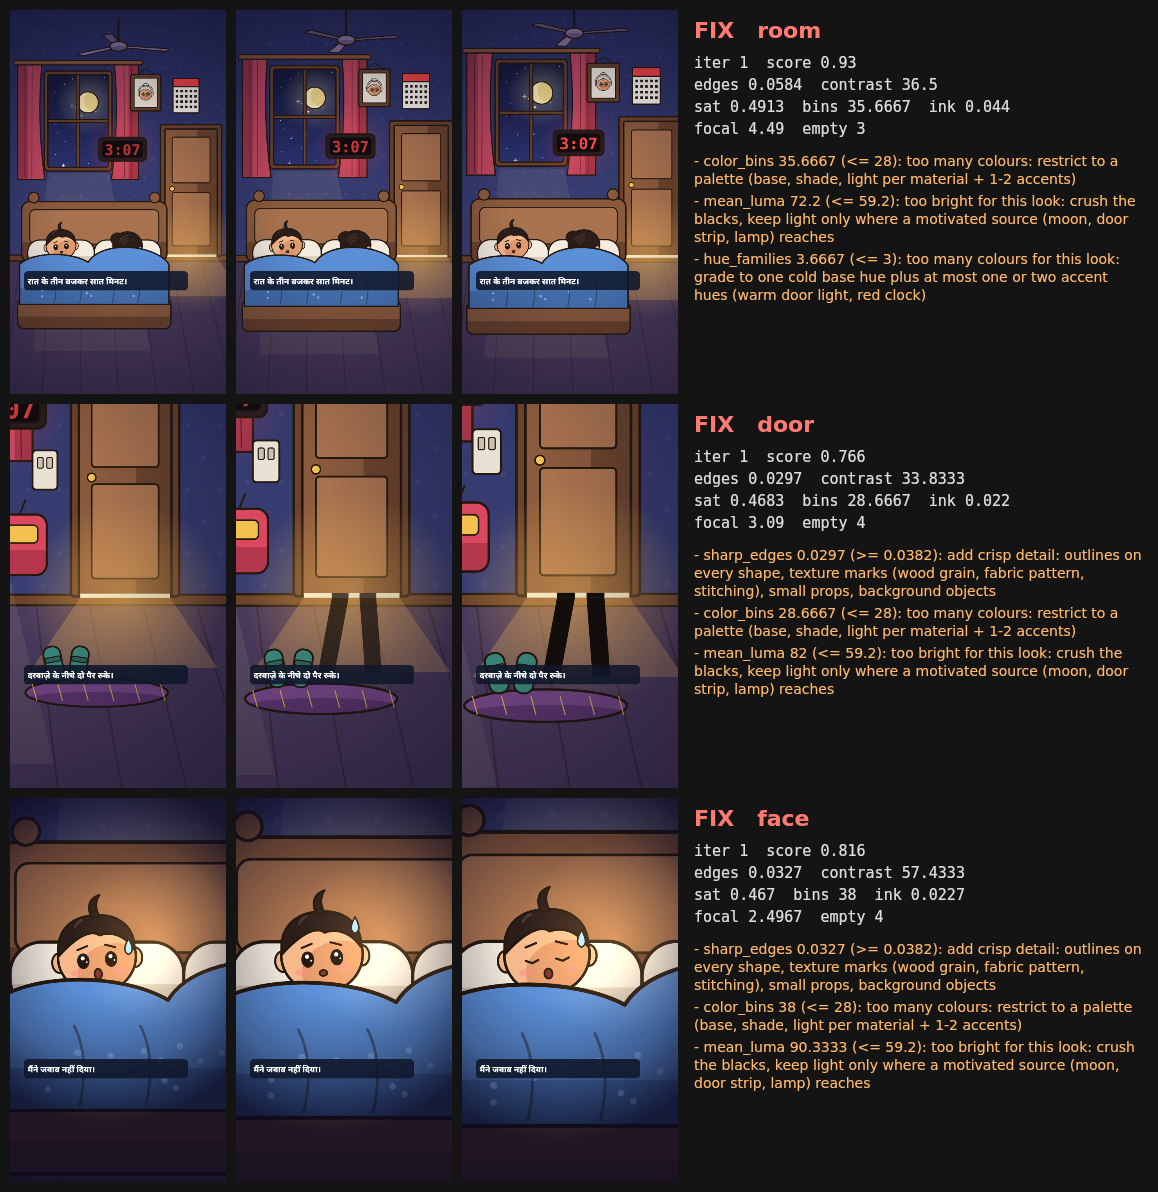 3:07
रात के तीन बजकर सात मिनट।
3:07
रात के तीन बजकर सात मिनट।
3:07
रात के तीन बजकर सात मिनट।
FIX room
iter 1 score 0.93
edges 0.0584 contrast 36.5
sat 0.4913 bins 35.6667 ink 0.044
focal 4.49 empty 3
- color_bins 35.6667 (<= 28): too many colours: restrict to a
palette (base, shade, light per material + 1-2 accents)
- mean_luma 72.2 (<= 59.2): too bright for this look: crush the
blacks, keep light only where a motivated source (moon, door
strip, lamp) reaches
- hue_families 3.6667 (<= 3): too many colours for this look:
grade to one cold base hue plus at most one or two accent
hues (warm door light, red clock)
07
दरवाज़े के नीचे दो पैर रुके।
दरवाज़े के नीचे दो पैर रुके।
दरवाज़े के नीचे दो पैर रुके।
FIX door
iter 1 score 0.766
edges 0.0297 contrast 33.8333
sat 0.4683 bins 28.6667 ink 0.022
focal 3.09 empty 4
- sharp_edges 0.0297 (>= 0.0382): add crisp detail: outlines on
every shape, texture marks (wood grain, fabric pattern,
stitching), small props, background objects
- color_bins 28.6667 (<= 28): too many colours: restrict to a
palette (base, shade, light per material + 1-2 accents)
- mean_luma 82 (<= 59.2): too bright for this look: crush the
blacks, keep light only where a motivated source (moon, door
strip, lamp) reaches
मैंने जवाब नहीं दिया।
मैंने जवाब नहीं दिया।
मैंने जवाब नहीं दिया।
FIX face
iter 1 score 0.816
edges 0.0327 contrast 57.4333
sat 0.467 bins 38 ink 0.0227
focal 2.4967 empty 4
- sharp_edges 0.0327 (>= 0.0382): add crisp detail: outlines on
every shape, texture marks (wood grain, fabric pattern,
stitching), small props, background objects
- color_bins 38 (<= 28): too many colours: restrict to a palette
(base, shade, light per material + 1-2 accents)
- mean_luma 90.3333 (<= 59.2): too bright for this look: crush
the blacks, keep light only where a motivated source (moon,
door strip, lamp) reaches